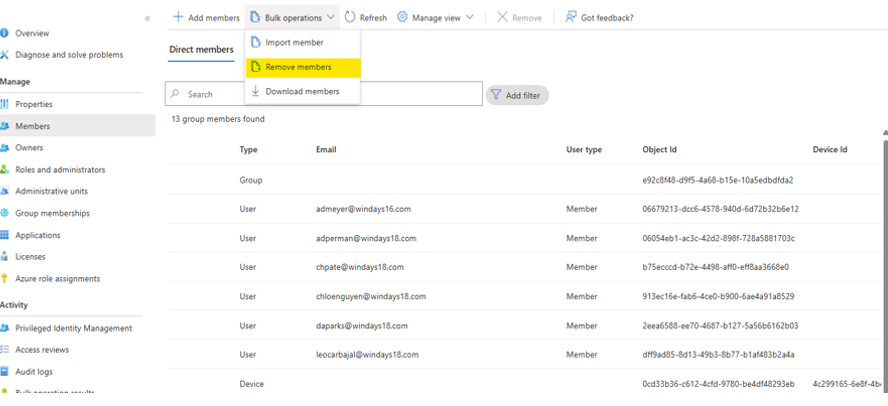 «
Overview
Diagnose and solve problems
Manage
Properties
Members
Owners
Roles and administrators
Administrative units
Group memberships
Applications
Licenses
Azure role assignments
Activity
Privileged Identity Management
Access reviews
Audit logs
Bulk operation results
Add members Bulk operations Refresh Manage view Remove Got feedback?
Import member
Remove members
Download members
Direct members
Search Add filter
13 group members found
Type Email User type Object Id Device Id
Group e92c8f48-d9f5-4a68-b15e-10a5edbdfda2
User admeyer@windays16.com Member 06679213-dcc6-4578-940d-6d72b32b6e12
User adperman@windays18.com Member 06054eb1-ac3c-42d2-898f-728a5881703c
User chpate@windays18.com Member b75ecccd-b72e-4498-aff0-eff8aa3668e0
User chloenguyen@windays18.com Member 913ec16e-fab6-4ce0-b900-6ae4a91a8529
User daparks@windays18.com Member 2eea6588-ee70-4687-b127-5a56b6162b03
User leocarbajal@windays18.com Member dff9ad85-8d13-49b3-8b77-b1af483b2a4a
Device 0cd33b36-c612-4cfd-9780-be4df48293eb 4c299165-6e8f-4b4